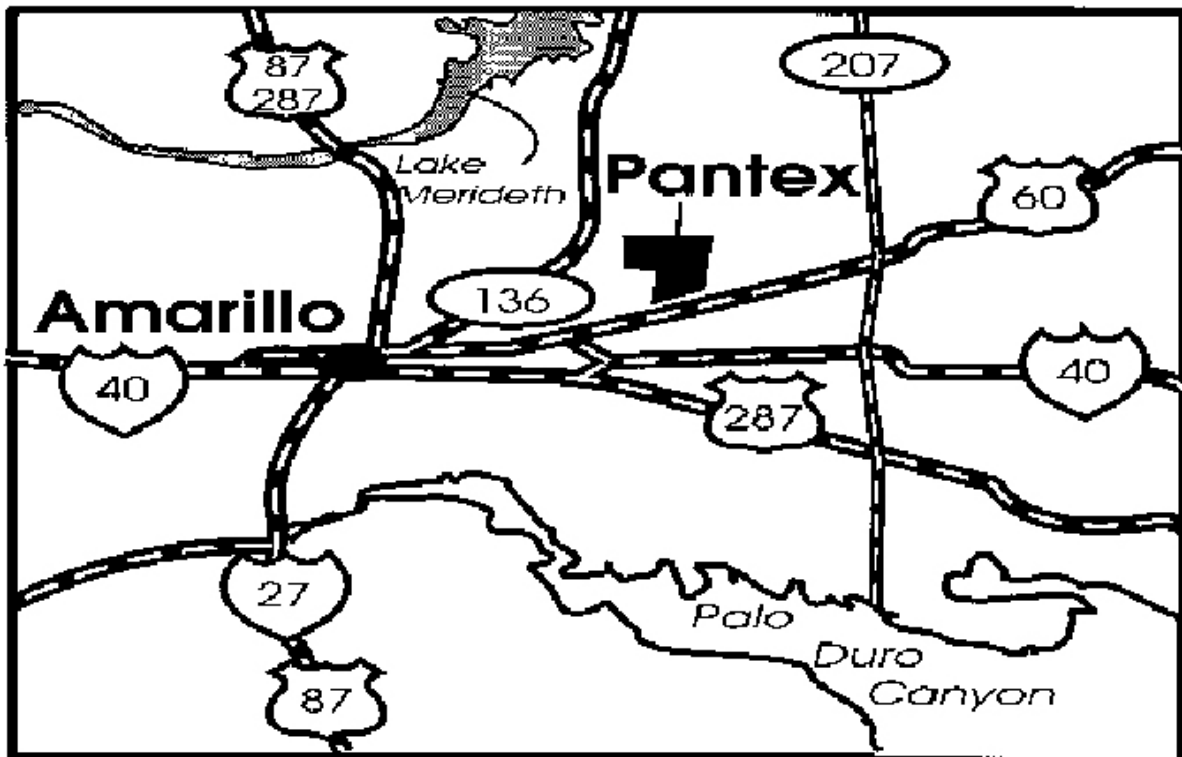 87
287
207
Lake
Merideth
Pantex
60
136
Amarillo
40
40
287
27
Palo
Duro
Canyon
87